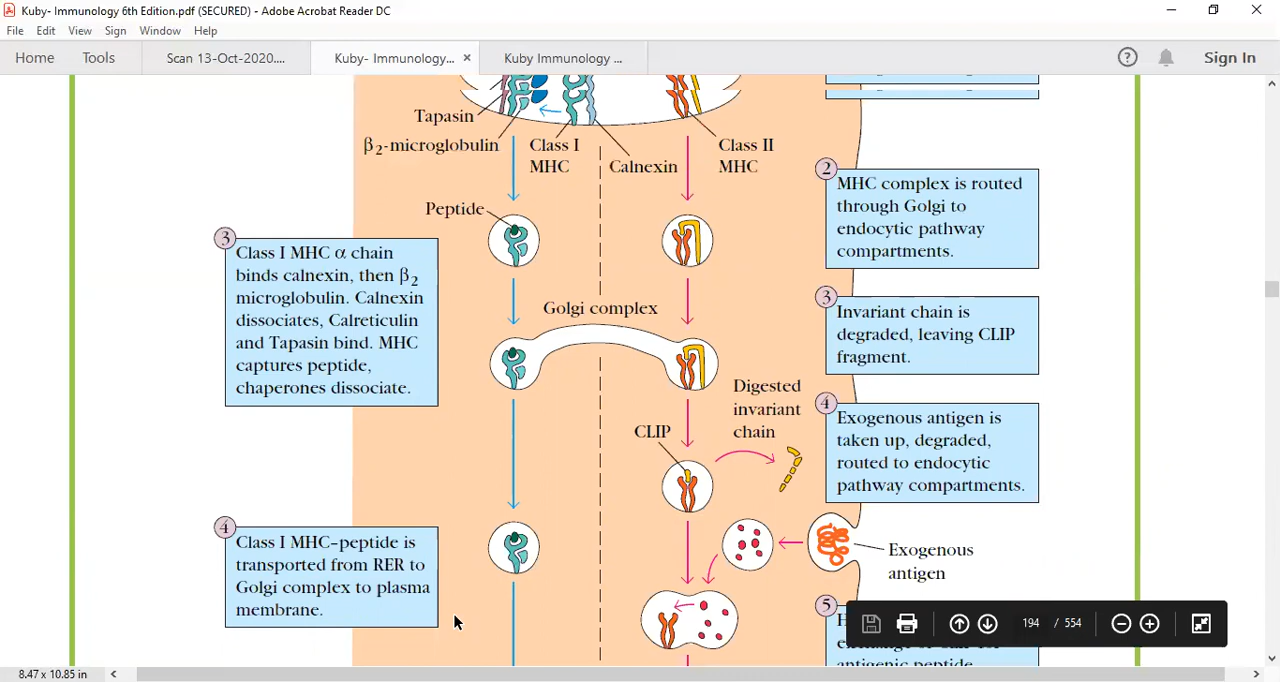 Kuby- Immunology 6th Edition.pdf (SECURED) - Adobe Acrobat Reader DC
File Edit View Sign Window Help
Home Tools Scan 13-Oct-2020.... Kuby- Immunology... × Kuby Immunology ... Sign In
Tapasin
β2-microglobulin
Class I
MHC
Calnexin
Class II
MHC
Peptide
2
MHC complex is routed
through Golgi to
endocytic pathway
compartments.
3
Class I MHC α chain
binds calnexin, then β2
microglobulin. Calnexin
dissociates, Calreticulin
and Tapasin bind. MHC
captures peptide,
chaperones dissociate.
Golgi complex
3
Invariant chain is
degraded, leaving CLIP
fragment.
Digested
invariant
chain
CLIP
4
Exogenous antigen is
taken up, degraded,
routed to endocytic
pathway compartments.
4
Class I MHC–peptide is
transported from RER to
Golgi complex to plasma
membrane.
Exogenous
antigen
5
194 / 554
8.47 x 10.85 in